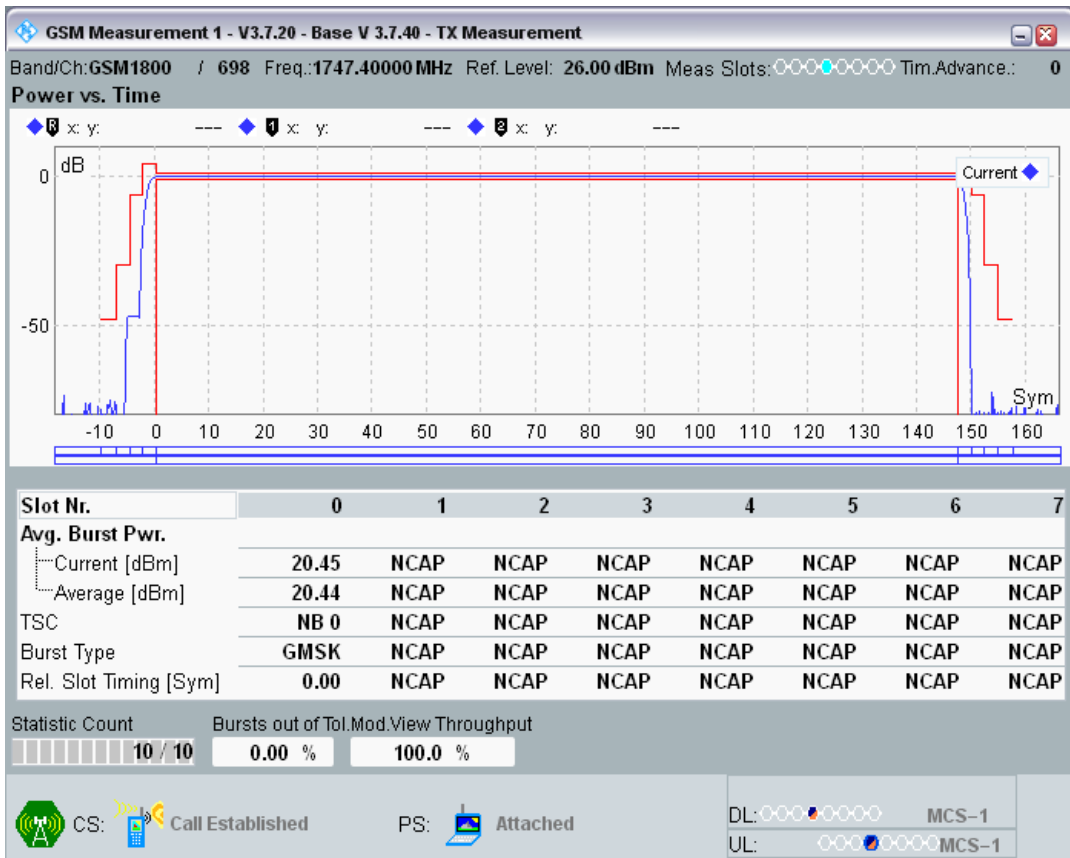 GSM Measurement 1 - V3.7.20 - Base V 3.7.40 - TX Measurement
Band/Ch:GSM1800 / 698 Freq.:1747.40000 MHz Ref. Level: 26.00 dBm Meas Slots: Tim.Advance.: 0
Power vs. Time
R x: y: --- 1 x: y: --- 2 x: y: ---
dB
0
Current
-50
Sym
-10 0 10 20 30 40 50 60 70 80 90 100 110 120 130 140 150 160
Slot Nr. 0 1 2 3 4 5 6 7
Avg. Burst Pwr.
Current [dBm] 20.45 NCAP NCAP NCAP NCAP NCAP NCAP NCAP
Average [dBm] 20.44 NCAP NCAP NCAP NCAP NCAP NCAP NCAP
TSC NB 0 NCAP NCAP NCAP NCAP NCAP NCAP NCAP
Burst Type GMSK NCAP NCAP NCAP NCAP NCAP NCAP NCAP
Rel. Slot Timing [Sym] 0.00 NCAP NCAP NCAP NCAP NCAP NCAP NCAP
Statistic Count Bursts out of Tol.Mod.View Throughput
10 / 10 0.00 % 100.0 %
CS: Call Established PS: Attached
DL: MCS-1
UL: MCS-1